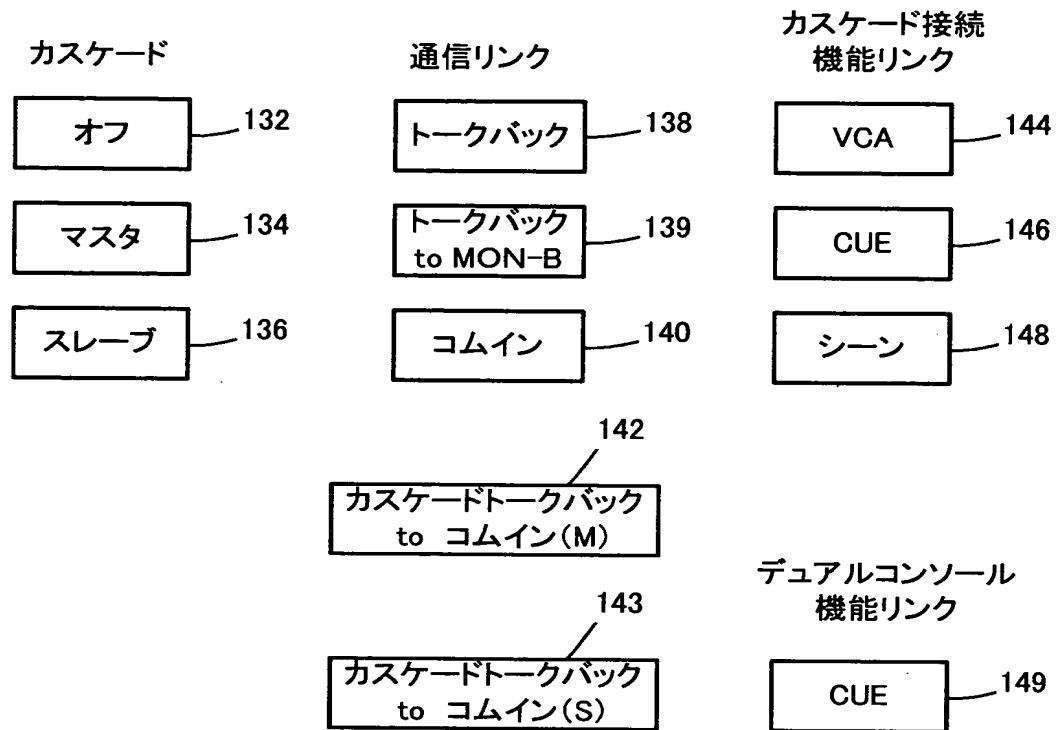 カスケード
オフ
132
マスタ
134
スレーブ
136
通信リンク
トークバック
138
トークバック
to MON-B
139
コムイン
140
142
カスケードトークバック
to コムイン(M)
143
カスケードトークバック
to コムイン(S)
カスケード接続
機能リンク
VCA
144
CUE
146
シーン
148
デュアルコンソール
機能リンク
CUE
149